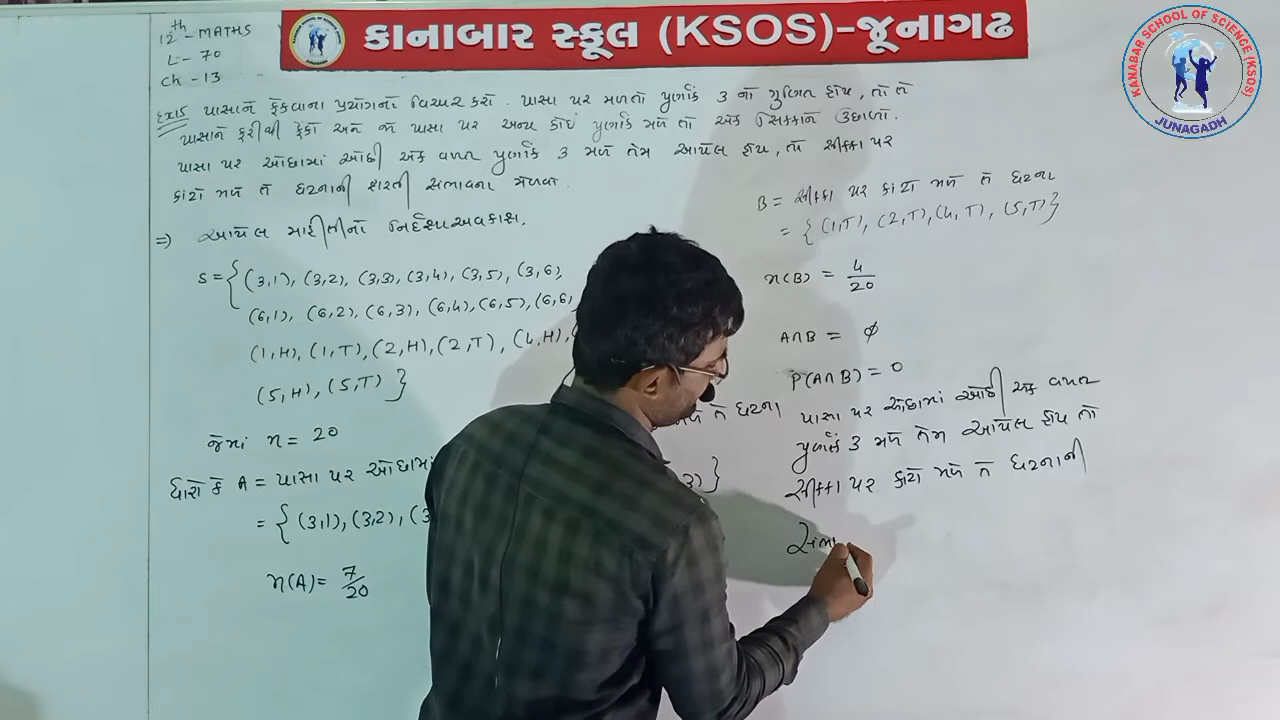 કાનાબાર સ્કૂલ (KSOS)-જૂનાગઢ
KANABAR SCHOOL OF SCIENCE (KSOS)
JUNAGADH
12th - MATHS
L - 70
Ch - 13
Ex15 પાસાને ફેંકવાના પ્રયોગનો વિચાર કરો. પાસા પર મળતો પૂર્ણાંક 3 નો ગુણિત હોય, તો તે
પાસાને ફરીથી ફેંકો અને જો પાસા પર અન્ય કોઈ પૂર્ણાંક મળે તો એક સિક્કાને ઉછાળો.
પાસા પર ઓછામાં ઓછી એક વખત પૂર્ણાંક 3 મળે તેમ આપેલ હોય, તો સીક્કા પર
કાંટો મળે તે ઘટનાની શરતી સંભાવના મેળવો.
⇒ આપેલ માહીતીનો નિદર્શાવકાશ.
S = { (3,1), (3,2), (3,3), (3,4), (3,5), (3,6),
(6,1), (6,2), (6,3), (6,4), (6,5), (6,6),
(1,H), (1,T), (2,H), (2,T), (4,H),
(5,H), (5,T) }
જેમાં n = 20
ધારો કે A = પાસા પર ઓછામાં મળે તે ઘટના
= { (3,1), (3,2), (3 3) }
n(A) = 7/20
B = સીક્કા પર કાંટો મળે તે ઘટના
= { (1,T), (2,T), (4,T), (5,T) }
n(B) = 4/20
A∩B = ϕ
P(A∩B) = 0
પાસા પર ઓછામાં ઓછી એક વખત
પૂર્ણાંક 3 મળે તેમ આપેલ હોય તો
સીક્કા પર કાંટો મળે તે ઘટનાની
સંભા